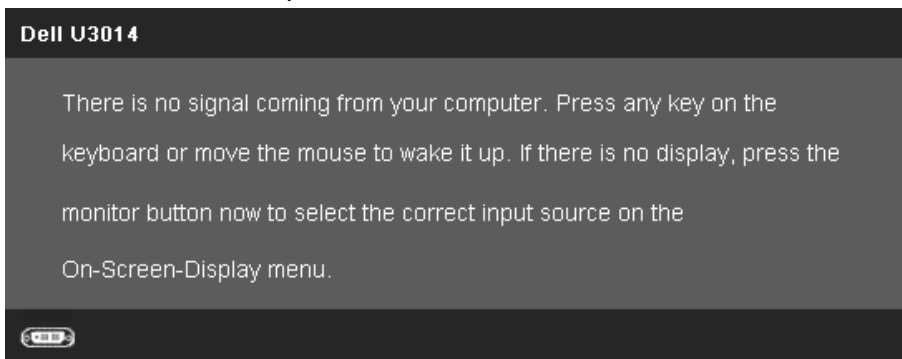 Dell U3014
There is no signal coming from your computer. Press any key on the
keyboard or move the mouse to wake it up. If there is no display, press the
monitor button now to select the correct input source on the
On-Screen-Display menu.